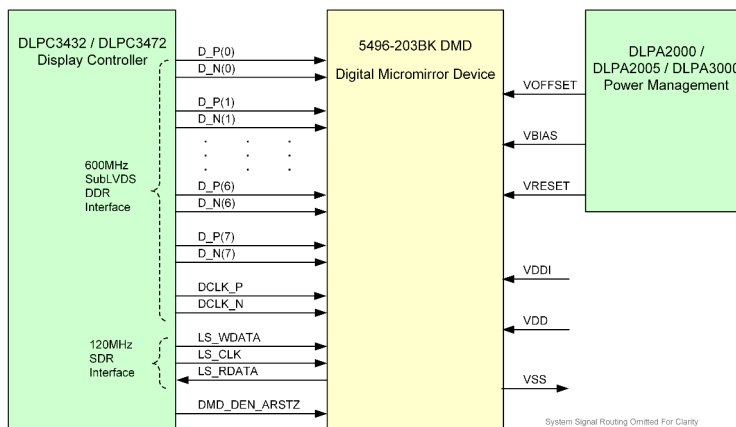 DLPC3432 / DLPC3472
Display Controller
D_P(0)
D_N(0)
D_P(1)
D_N(1)
D_P(6)
D_N(6)
D_P(7)
D_N(7)
DCLK_P
DCLK_N
600MHz
SubLVDS
DDR
Interface
LS_WDATA
LS_CLK
LS_RDATA
120MHz
SDR
Interface
DMD_DEN_ARSTZ
5496-203BK DMD
Digital Micromirror Device
VOFFSET
VBIAS
VRESET
VDDI
VDD
VSS
DLPA2000 /
DLPA2005 / DLPA3000
Power Management
System Signal Routing Omitted For Clarity